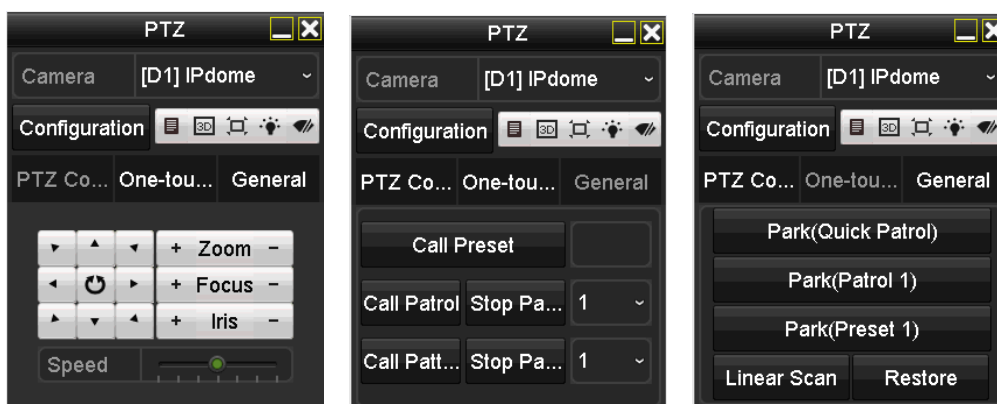 PTZ
Camera [D1] IPdome
Configuration 3D
PTZ Co... One-tou... General
+ Zoom -
+ Focus -
+ Iris -
Speed
PTZ
Camera [D1] IPdome
Configuration 3D
PTZ Co... One-tou... General
Call Preset
Call Patrol Stop Pa... 1
Call Patt... Stop Pa... 1
PTZ
Camera [D1] IPdome
Configuration 3D
PTZ Co... One-tou... General
Park(Quick Patrol)
Park(Patrol 1)
Park(Preset 1)
Linear Scan Restore